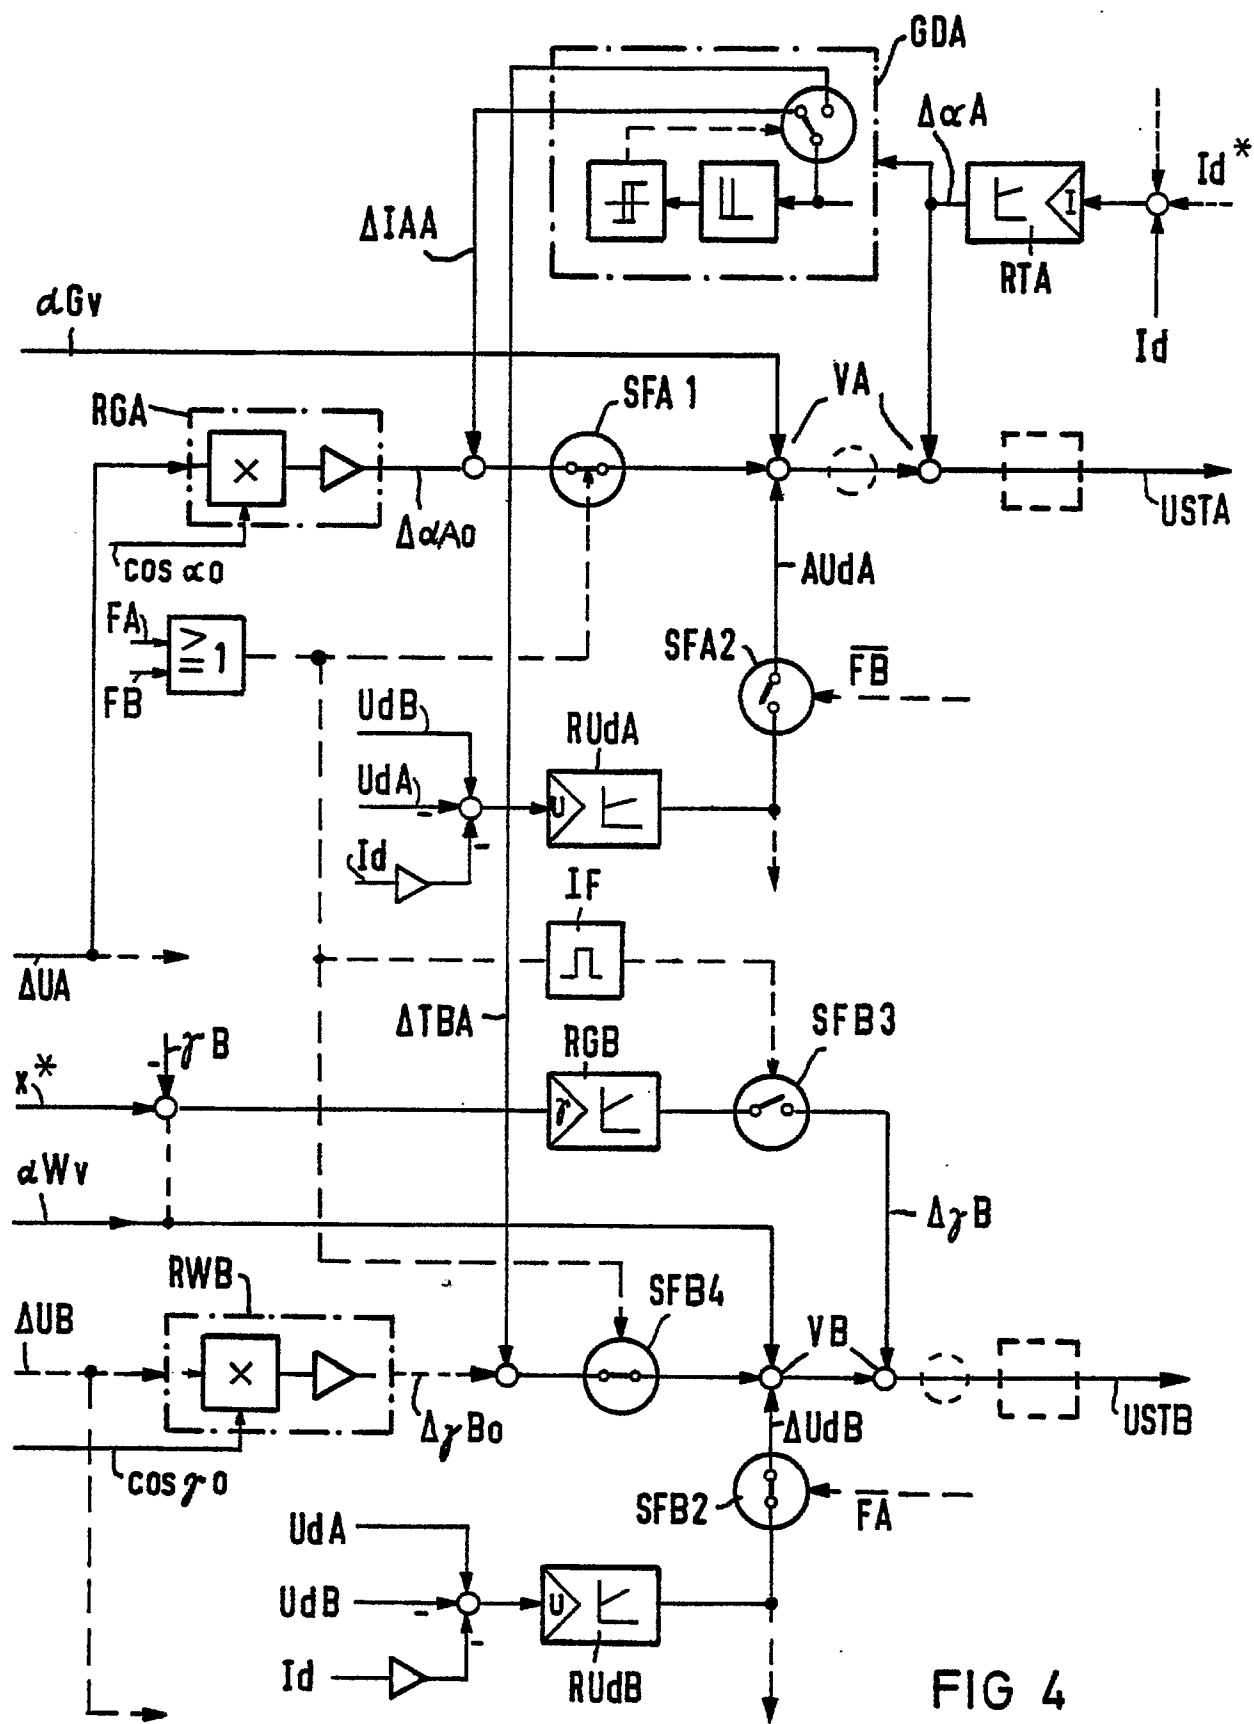 GDA
ΔαA
Id*
I
ΔIAA
RTA
Id
αGv
VA
SFA 1
RGA
×
USTA
ΔαAo
cos αo
AUdA
FA
≥1
FB
SFA2
F̅B̅
UdB
RUdA
UdA
-
U
Id
-
IF
ΔUA
ΔTBA
SFB3
γB
-
RGB
x*
γ
αWv
ΔγB
RWB
SFB4
ΔUB
VB
×
ΔγBo
USTB
ΔUdB
cos γo
SFB2
F̅A̅
UdA
UdB
-
U
-
Id
RUdB
FIG 4